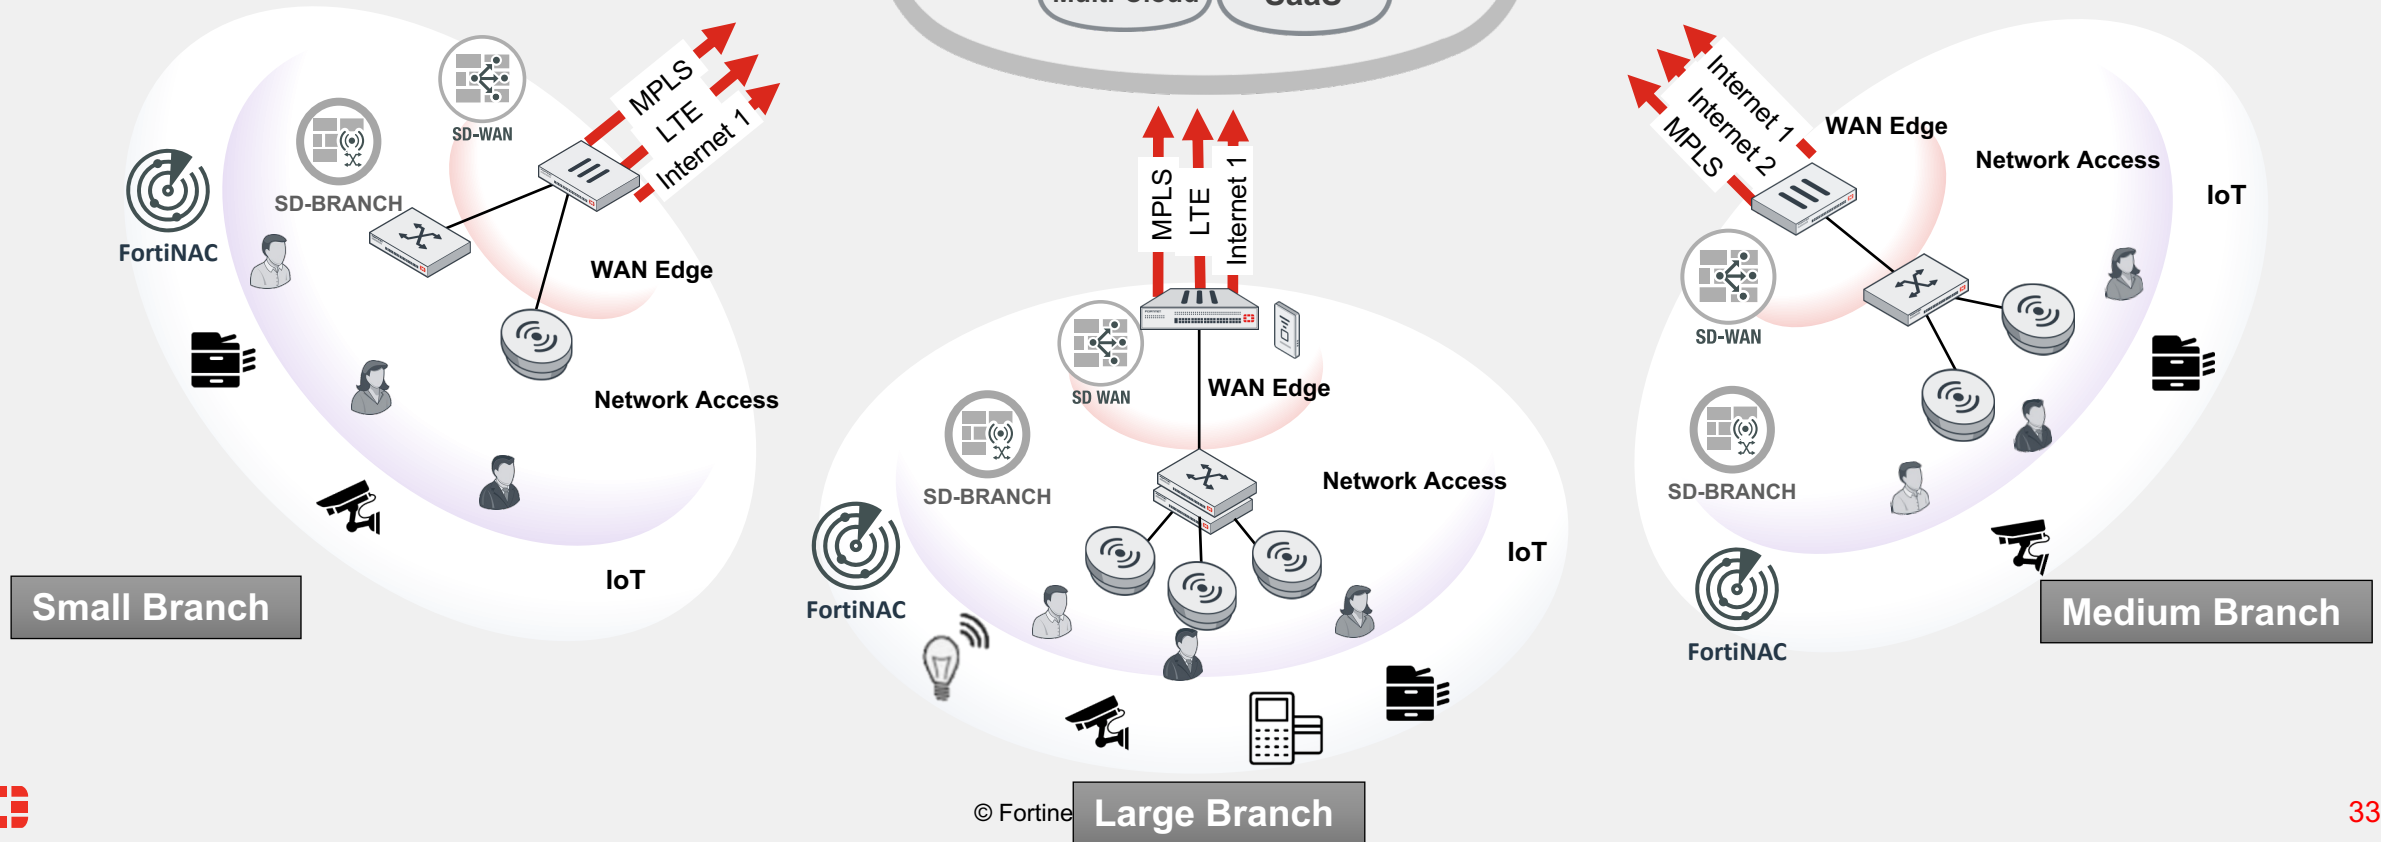 SaaS
MPLS
LTE
Internet 1
SD-WAN
SD-BRANCH
FortiNAC
WAN Edge
Network Access
IoT
Small Branch
MPLS
LTE
Internet 1
SD WAN
WAN Edge
SD-BRANCH
Network Access
FortiNAC
IoT
© Fortine
Large Branch
Internet 1
Internet 2
MPLS
WAN Edge
Network Access
IoT
SD-WAN
SD-BRANCH
FortiNAC
Medium Branch
33